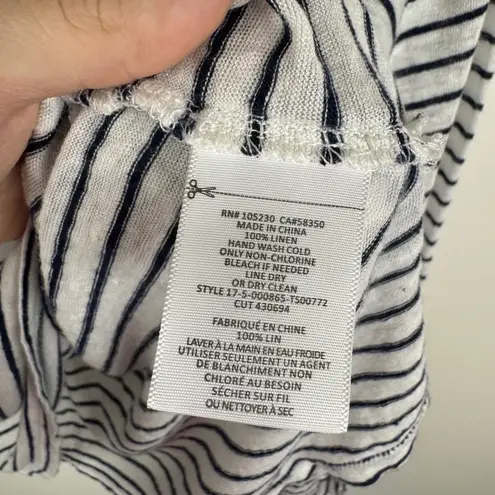 RN# 105230 CA#58350
MADE IN CHINA
100% LINEN
HAND WASH COLD
ONLY NON-CHLORINE
BLEACH IF NEEDED
LINE DRY
OR DRY CLEAN
STYLE 17-5-000865-TS00772
CUT 430694
FABRIQUÉ EN CHINE
100% LIN
LAVER À LA MAIN EN EAU FROIDE
UTILISER SEULEMENT UN AGENT
DE BLANCHIMENT NON
CHLORÉ AU BESOIN
SÉCHER SUR FIL
OU NETTOYER À SEC